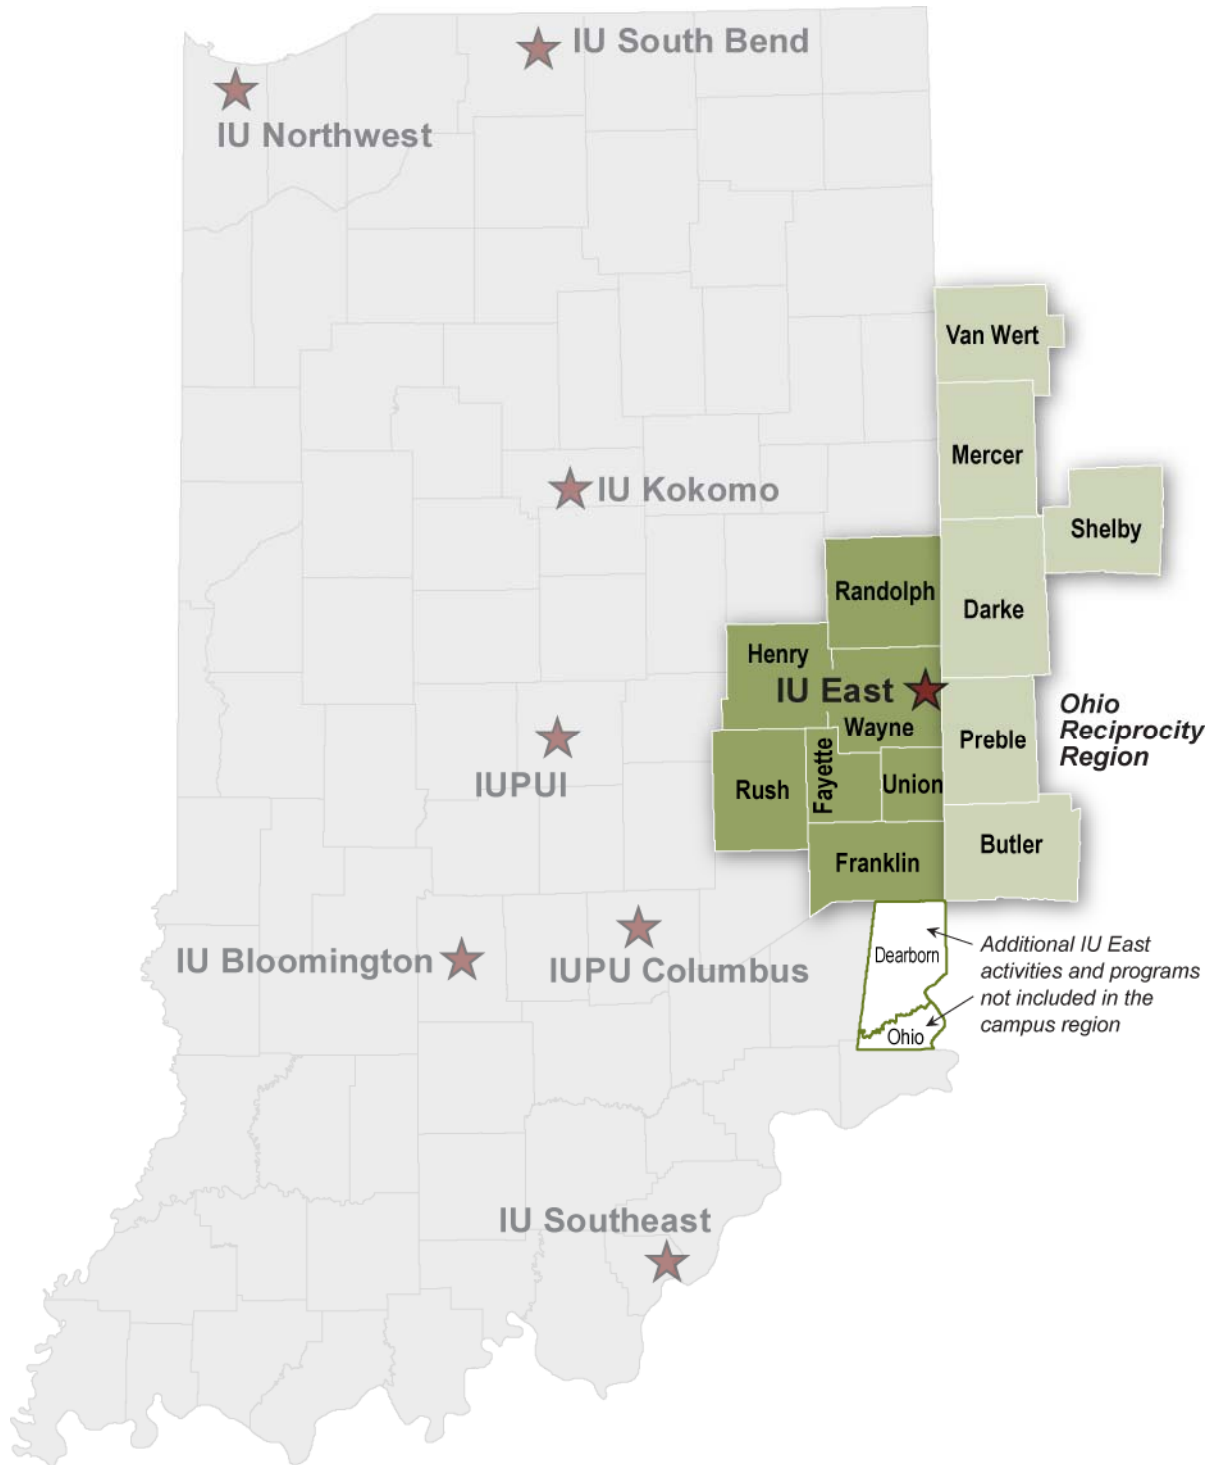 IU South Bend
IU Northwest
Van Wert
Mercer
IU Kokomo
Shelby
Randolph
Darke
Henry
IU East
Wayne
Ohio
Reciprocity
Region
Preble
IUPUI
Rush
Fayette
Union
Butler
Franklin
IU Bloomington
IUPU Columbus
Dearborn
Additional IU East
activities and programs
not included in the
campus region
Ohio
IU Southeast